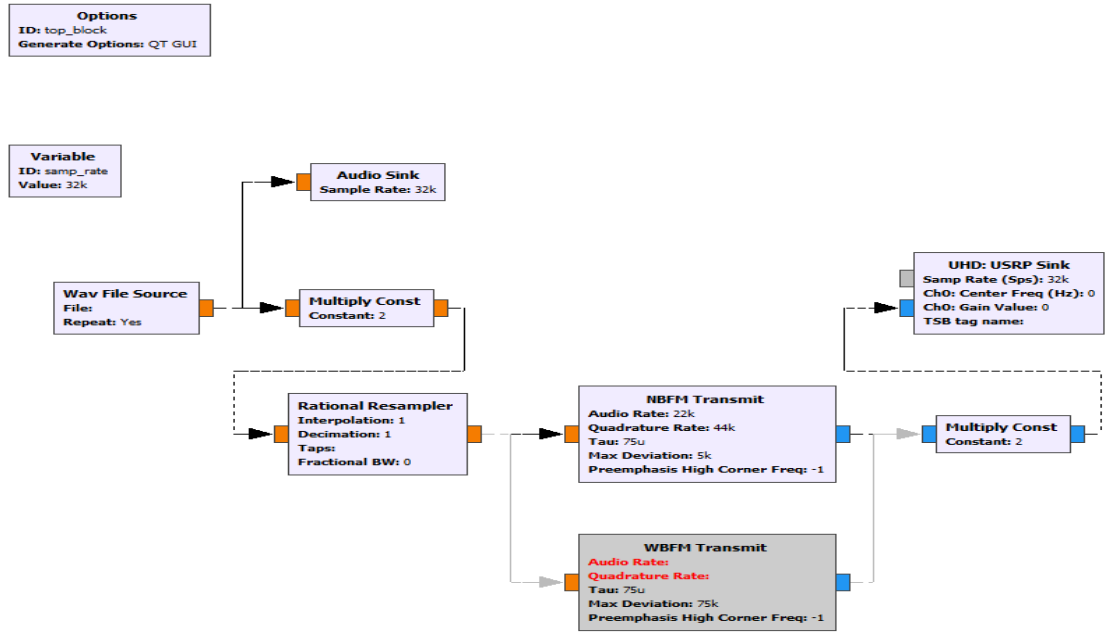 Options
ID: top_block
Generate Options: QT GUI
Variable
ID: samp_rate
Value: 32k
Audio Sink
Sample Rate: 32k
Wav File Source
File:
Repeat: Yes
Multiply Const
Constant: 2
UHD: USRP Sink
Samp Rate (Sps): 32k
Ch0: Center Freq (Hz): 0
Ch0: Gain Value: 0
TSB tag name:
Rational Resampler
Interpolation: 1
Decimation: 1
Taps:
Fractional BW: 0
NBFM Transmit
Audio Rate: 22k
Quadrature Rate: 44k
Tau: 75u
Max Deviation: 5k
Preemphasis High Corner Freq: -1
Multiply Const
Constant: 2
WBFM Transmit
Audio Rate:
Quadrature Rate:
Tau: 75u
Max Deviation: 75k
Preemphasis High Corner Freq: -1